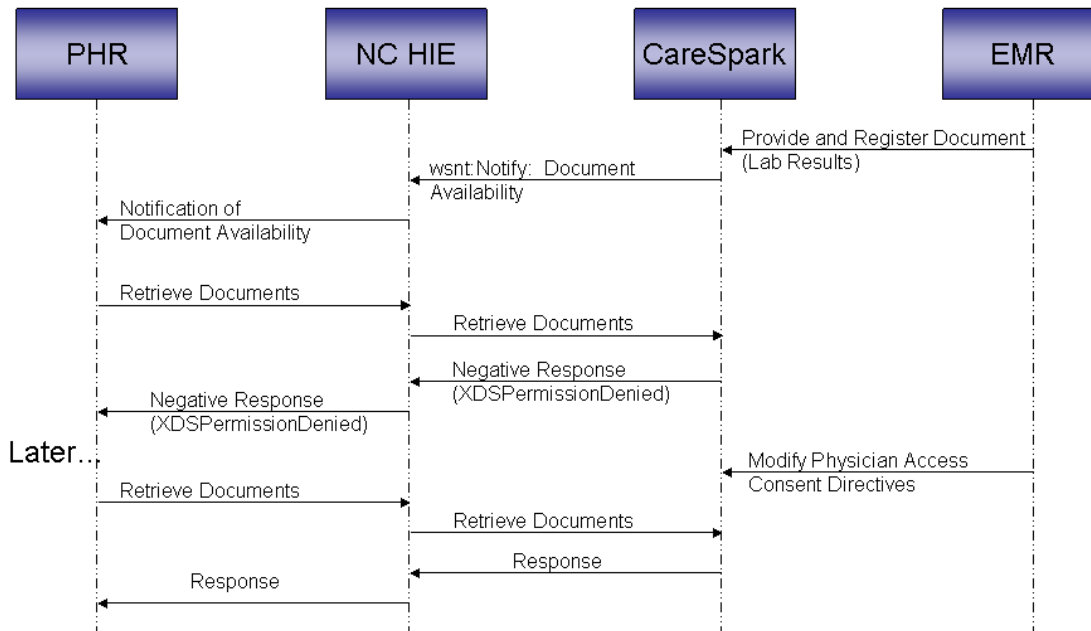 PHR
NC HIE
CareSpark
EMR
Provide and Register Document
(Lab Results)
wsnt:Notify: Document
Availability
Notification of
Document Availability
Retrieve Documents
Retrieve Documents
Negative Response
(XDSPermissionDenied)
Negative Response
(XDSPermissionDenied)
Later...
Modify Physician Access
Consent Directives
Retrieve Documents
Retrieve Documents
Response
Response